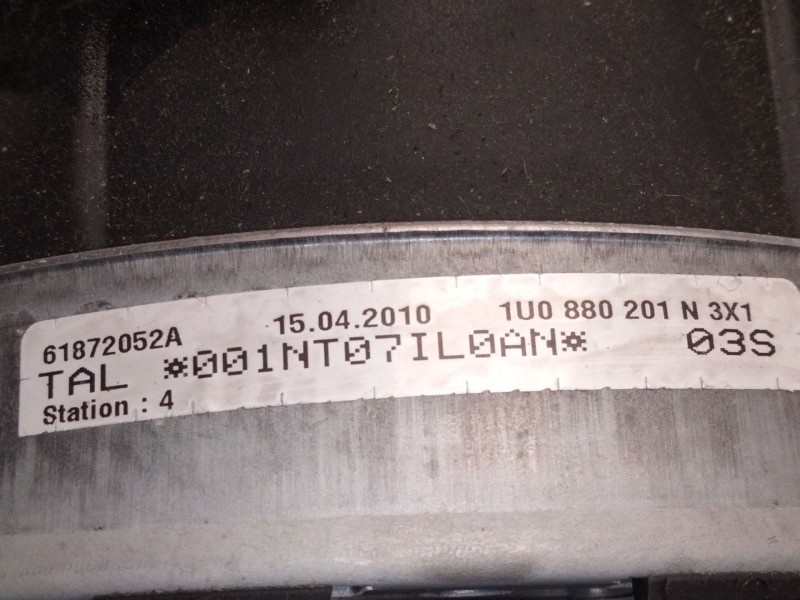 61872052A 15.04.2010 1U0 880 201 N 3X1
TAL *001NT07IL0AN* 03S
Station : 4